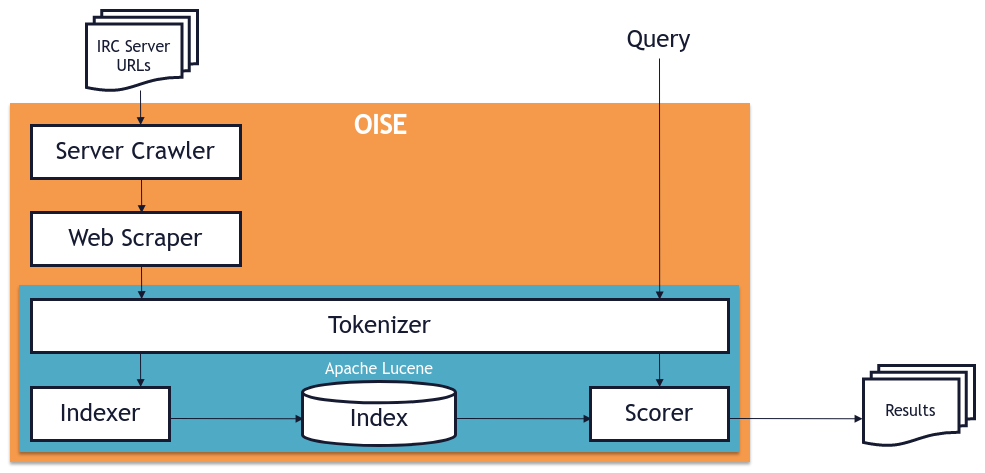 IRC Server
URLs
Query
OISE
Server Crawler
Web Scraper
Tokenizer
Apache Lucene
Indexer
Index
Scorer
Results